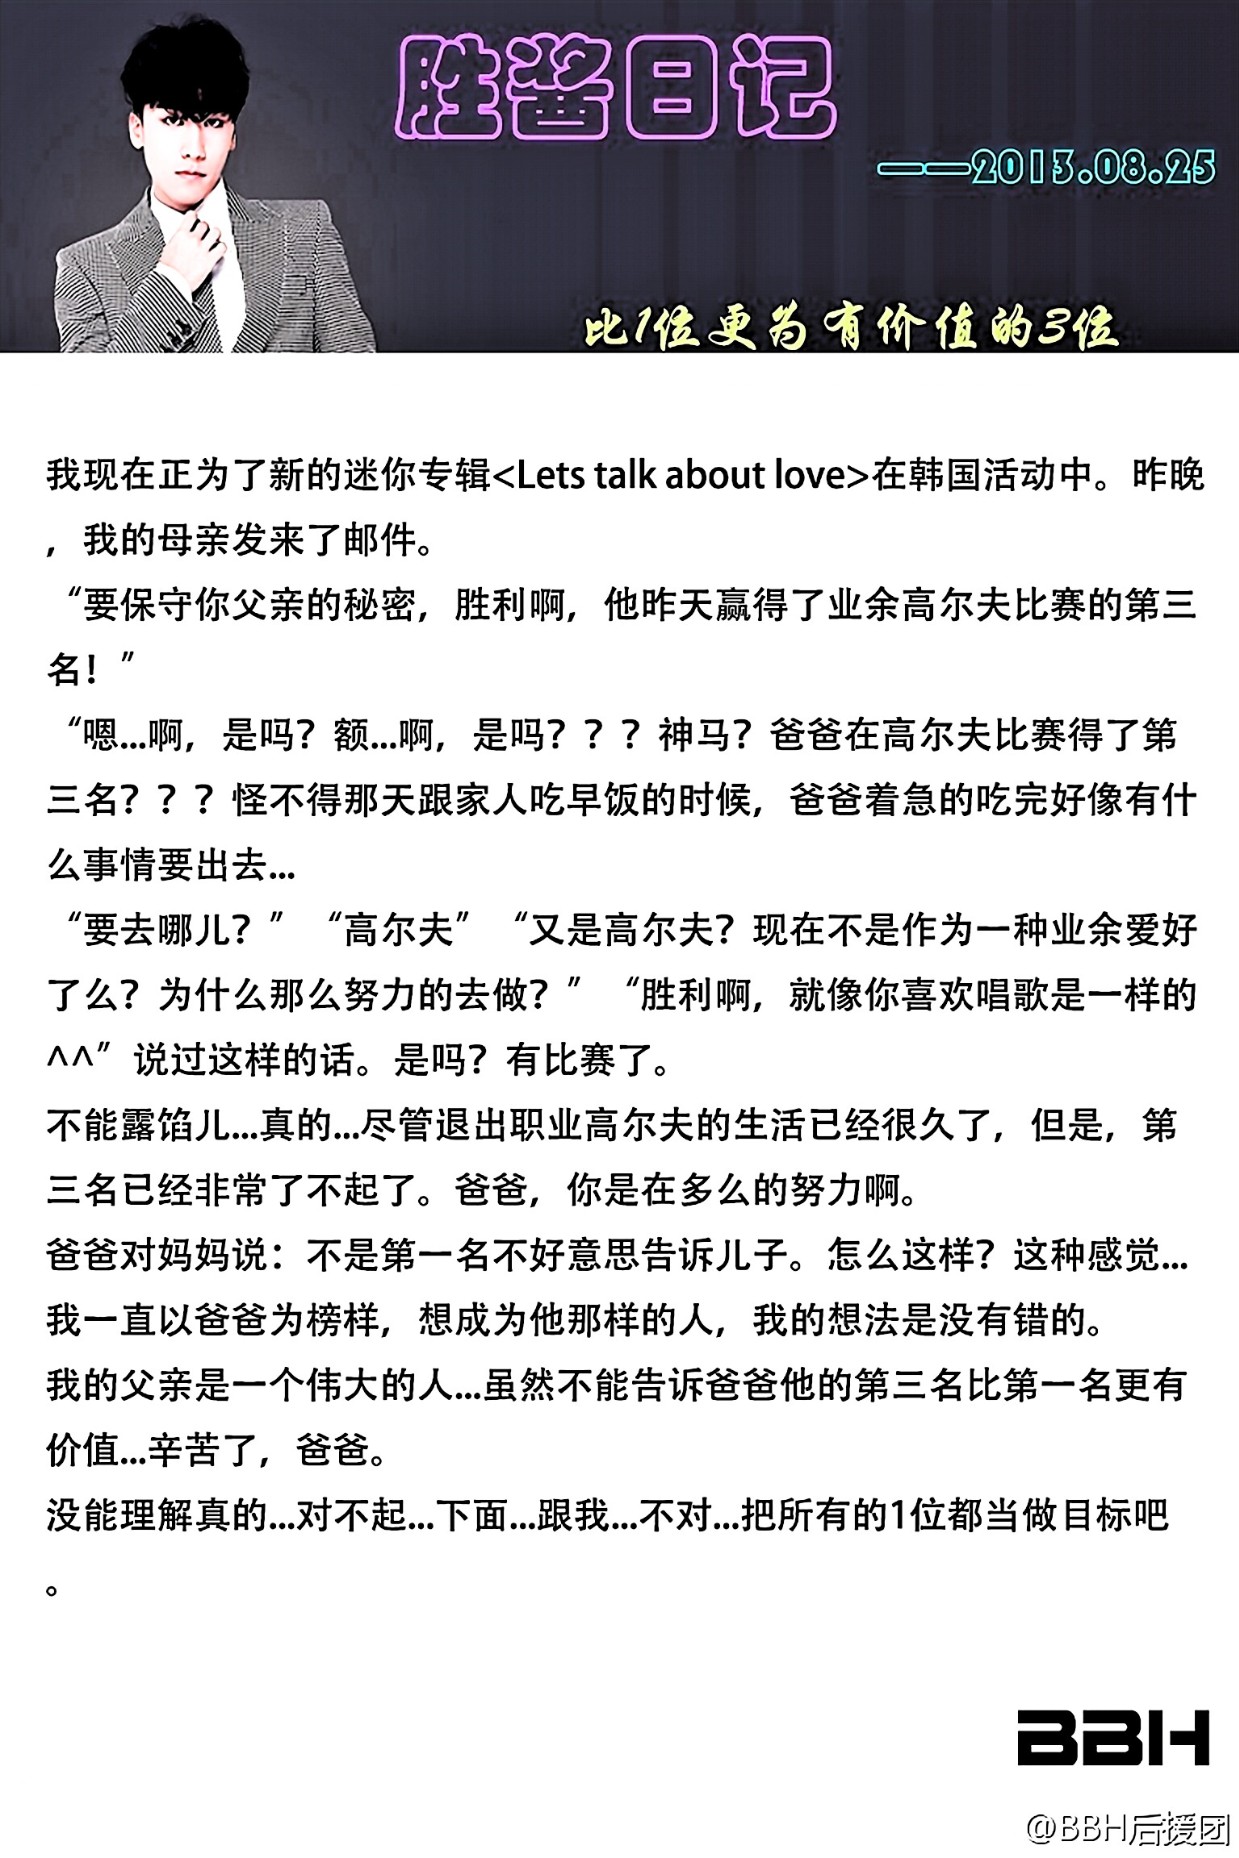 胜酱日记
——2013.08.25
比1位更为有价值的3位
我现在正为了新的迷你专辑<Lets talk about love>在韩国活动中。昨晚
，我的母亲发来了邮件。
“要保守你父亲的秘密，胜利啊，他昨天赢得了业余高尔夫比赛的第三
名！”
“嗯...啊，是吗？额...啊，是吗？？？神马？爸爸在高尔夫比赛得了第
三名？？？怪不得那天跟家人吃早饭的时候，爸爸着急的吃完好像有什
么事情要出去...
“要去哪儿？”“高尔夫”“又是高尔夫？现在不是作为一种业余爱好
了么？为什么那么努力的去做？”“胜利啊，就像你喜欢唱歌是一样的
^^”说过这样的话。是吗？有比赛了。
不能露馅儿...真的...尽管退出职业高尔夫的生活已经很久了，但是，第
三名已经非常了不起了。爸爸，你是在多么的努力啊。
爸爸对妈妈说：不是第一名不好意思告诉儿子。怎么这样？这种感觉...
我一直以爸爸为榜样，想成为他那样的人，我的想法是没有错的。
我的父亲是一个伟大的人...虽然不能告诉爸爸他的第三名比第一名更有
价值...辛苦了，爸爸。
没能理解真的...对不起...下面...跟我...不对...把所有的1位都当做目标吧
。
BBH
@BBH后援团